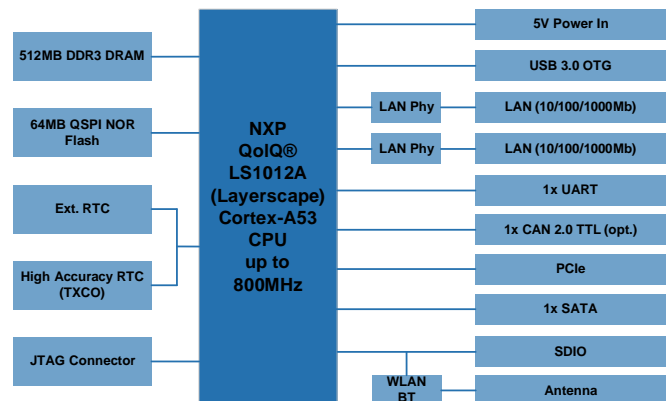 512MB DDR3 DRAM
64MB QSPI NOR
Flash
Ext. RTC
High Accuracy RTC
(TXCO)
JTAG Connector
NXP
QoIQ®
LS1012A
(Layerscape)
Cortex-A53
CPU
up to
800MHz
5V Power In
USB 3.0 OTG
LAN Phy
LAN (10/100/1000Mb)
LAN Phy
LAN (10/100/1000Mb)
1x UART
1x CAN 2.0 TTL (opt.)
PCIe
1x SATA
SDIO
WLAN
BT
Antenna